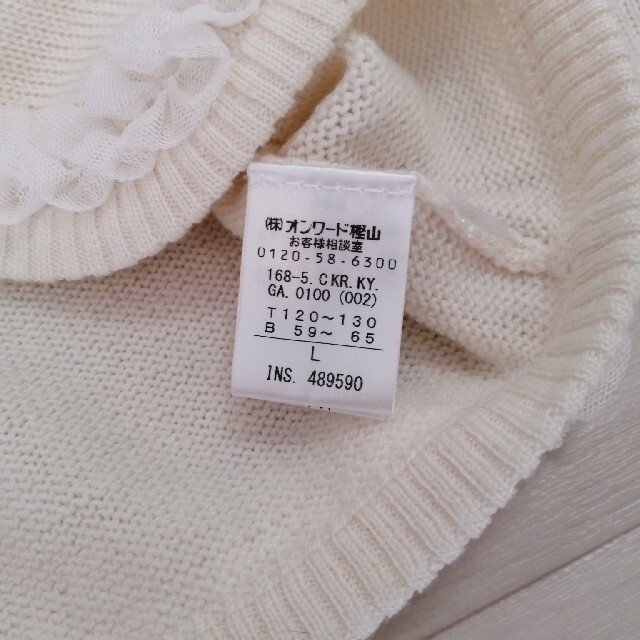 ㈱オンワード樫山
お客様相談室
0120-58-6300
168-5. CKR. KY.
GA. 0100 (002)
T120～130
B 59～ 65
L
INS. 489590